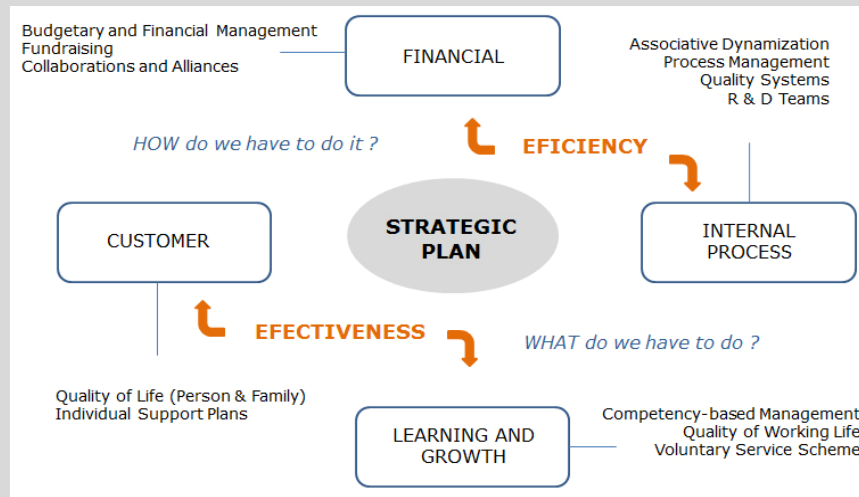 Budgetary and Financial Management
Fundraising
Collaborations and Alliances
FINANCIAL
Associative Dynamization
Process Management
Quality Systems
R & D Teams
HOW do we have to do it ?
EFICIENCY
CUSTOMER
STRATEGIC
PLAN
INTERNAL
PROCESS
EFECTIVENESS
WHAT do we have to do ?
Quality of Life (Person & Family)
Individual Support Plans
LEARNING AND
GROWTH
Competency-based Management
Quality of Working Life
Voluntary Service Scheme